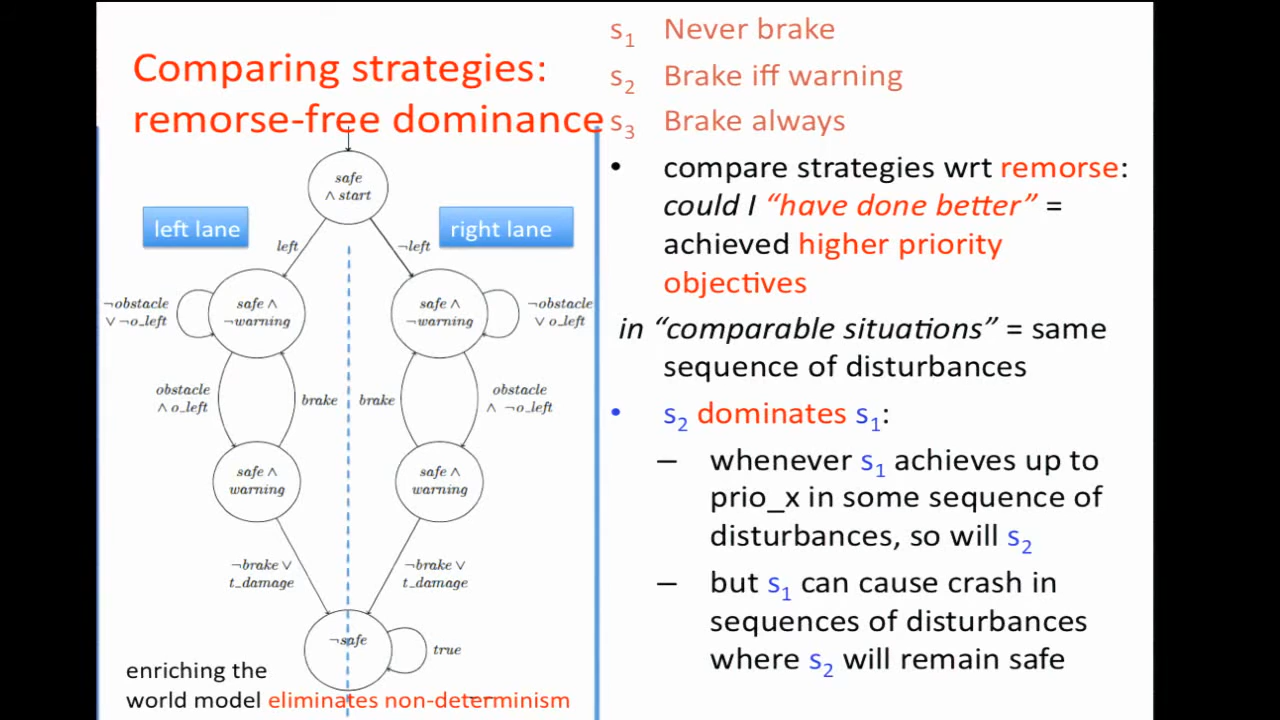 Comparing strategies:
remorse-free dominance
s1 Never brake
s2 Brake iff warning
s3 Brake always
safe
∧ start
left lane
right lane
left
¬left
¬obstacle
∨ ¬o_left
safe ∧
¬warning
safe ∧
¬warning
¬obstacle
∨ o_left
obstacle
∧ o_left
brake
brake
obstacle
∧ ¬o_left
safe ∧
warning
safe ∧
warning
¬brake ∨
t_damage
¬brake ∨
t_damage
¬safe
true
enriching the
world model eliminates non-determinism
• compare strategies wrt remorse:
could I “have done better” =
achieved higher priority
objectives
in “comparable situations” = same
sequence of disturbances
• s2 dominates s1:
– whenever s1 achieves up to
prio_x in some sequence of
disturbances, so will s2
– but s1 can cause crash in
sequences of disturbances
where s2 will remain safe